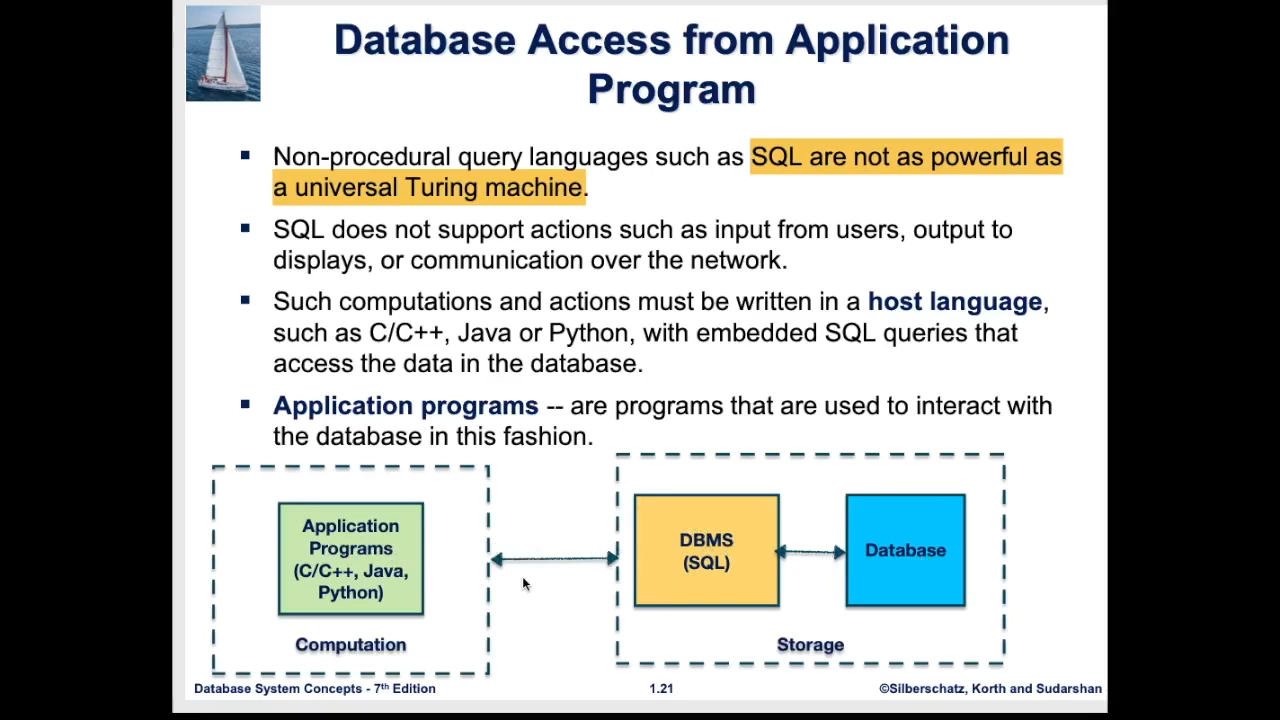 Database Access from Application
Program
▪ Non-procedural query languages such as SQL are not as powerful as
a universal Turing machine.
▪ SQL does not support actions such as input from users, output to
displays, or communication over the network.
▪ Such computations and actions must be written in a host language,
such as C/C++, Java or Python, with embedded SQL queries that
access the data in the database.
▪ Application programs -- are programs that are used to interact with
the database in this fashion.
Application
Programs
(C/C++, Java,
Python)
Computation
DBMS
(SQL)
Database
Storage
Database System Concepts - 7th Edition
1.21
©Silberschatz, Korth and Sudarshan